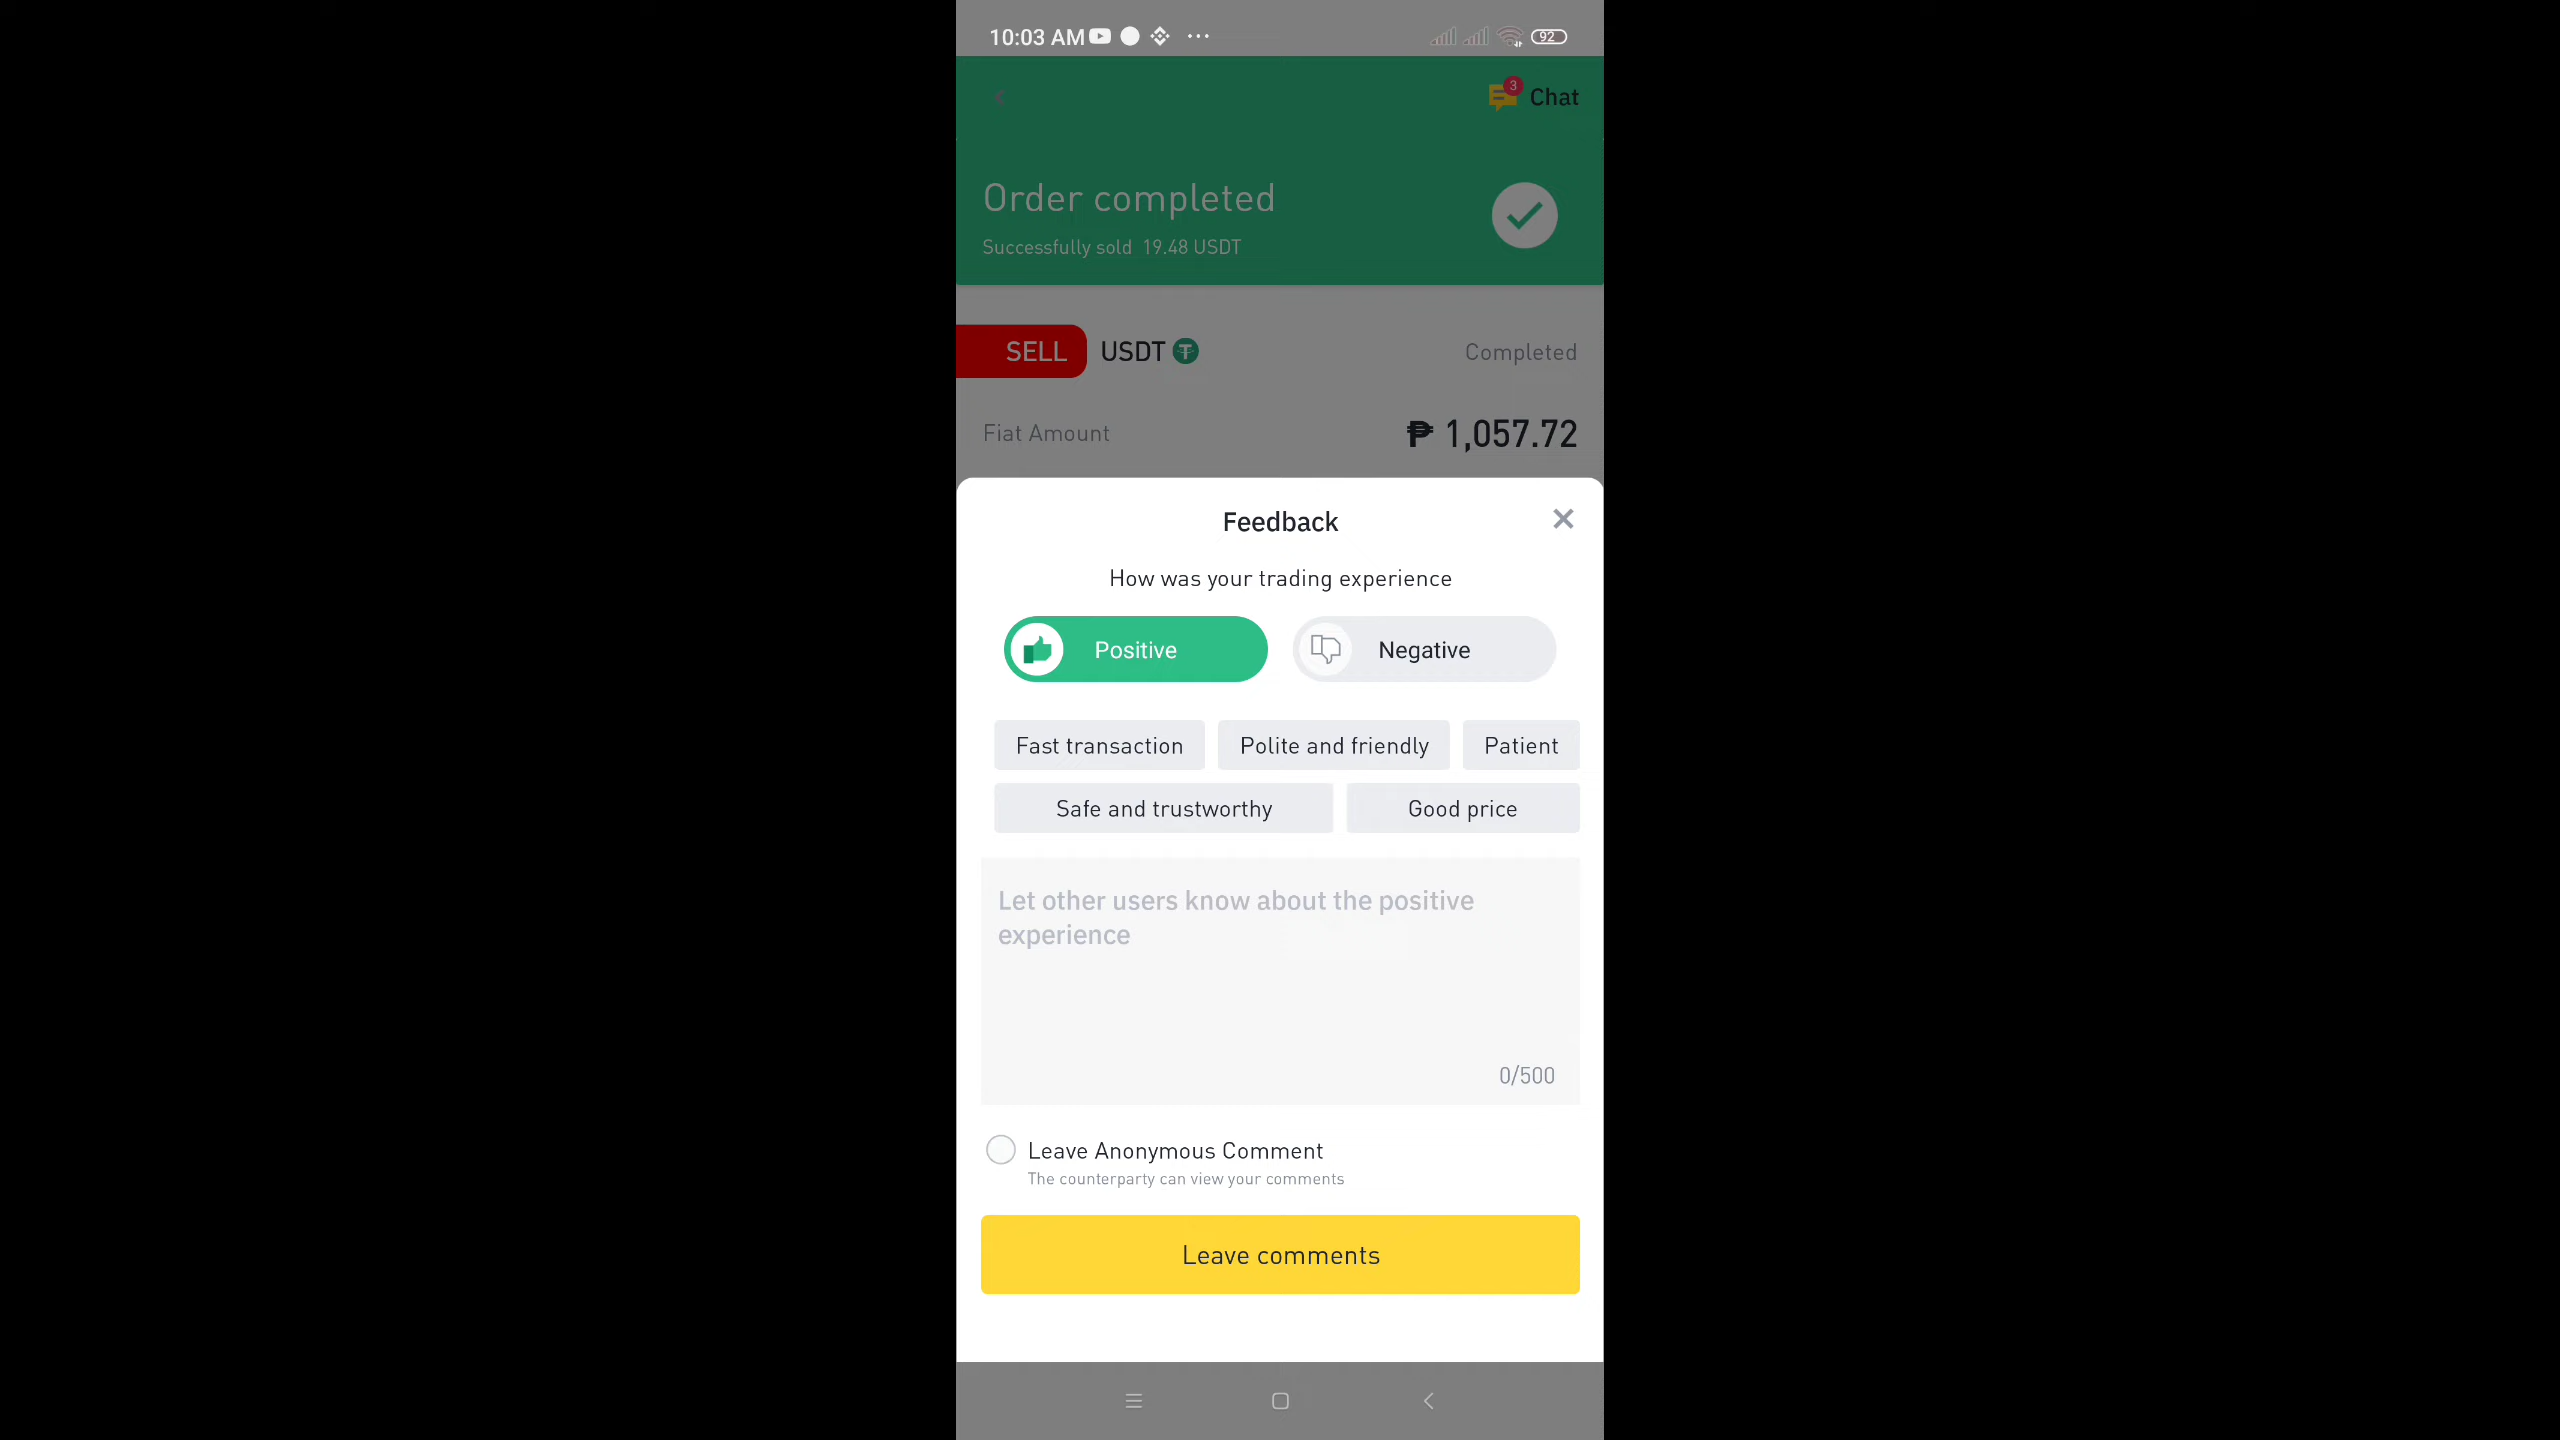 10:03 AM
92
3
Chat
Order completed
Successfully sold 19.48 USDT
SELL USDT
Completed
Fiat Amount
₱ 1,057.72
Feedback
How was your trading experience
Positive
Negative
Fast transaction
Polite and friendly
Patient
Safe and trustworthy
Good price
Let other users know about the positive
experience
0/500
Leave Anonymous Comment
The counterparty can view your comments
Leave comments